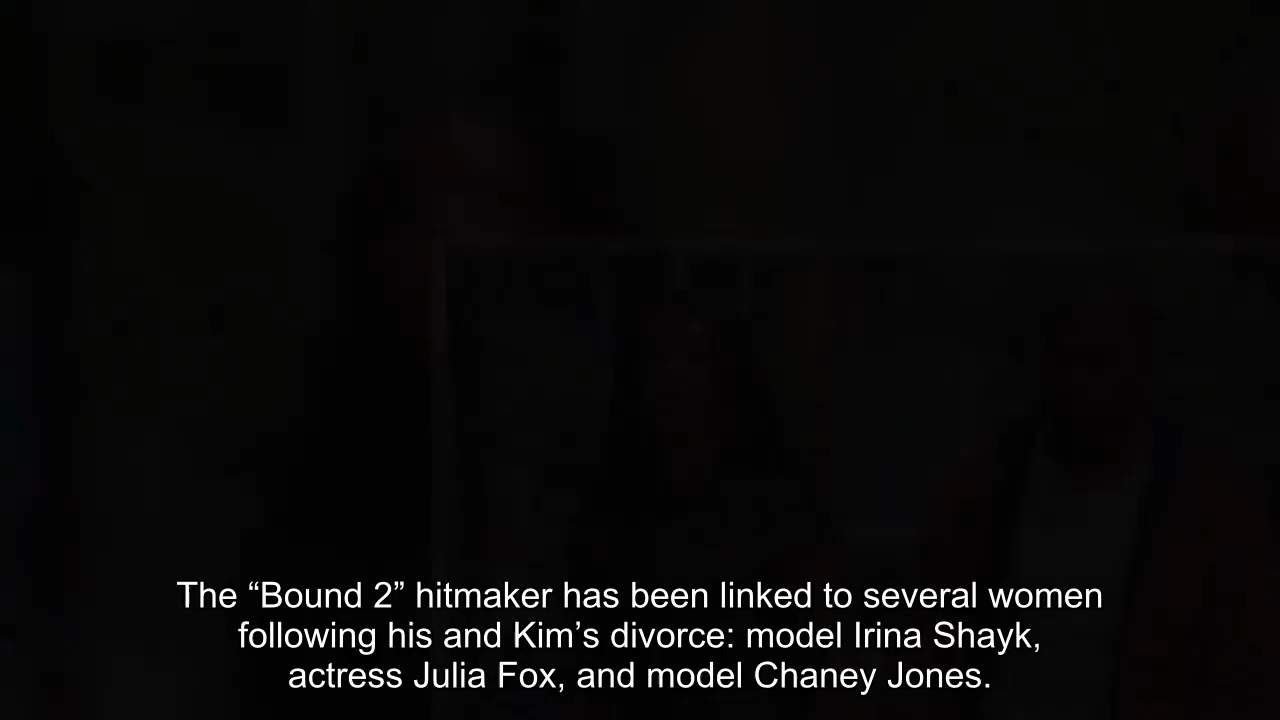 The “Bound 2” hitmaker has been linked to several women
following his and Kim’s divorce: model Irina Shayk,
actress Julia Fox, and model Chaney Jones.